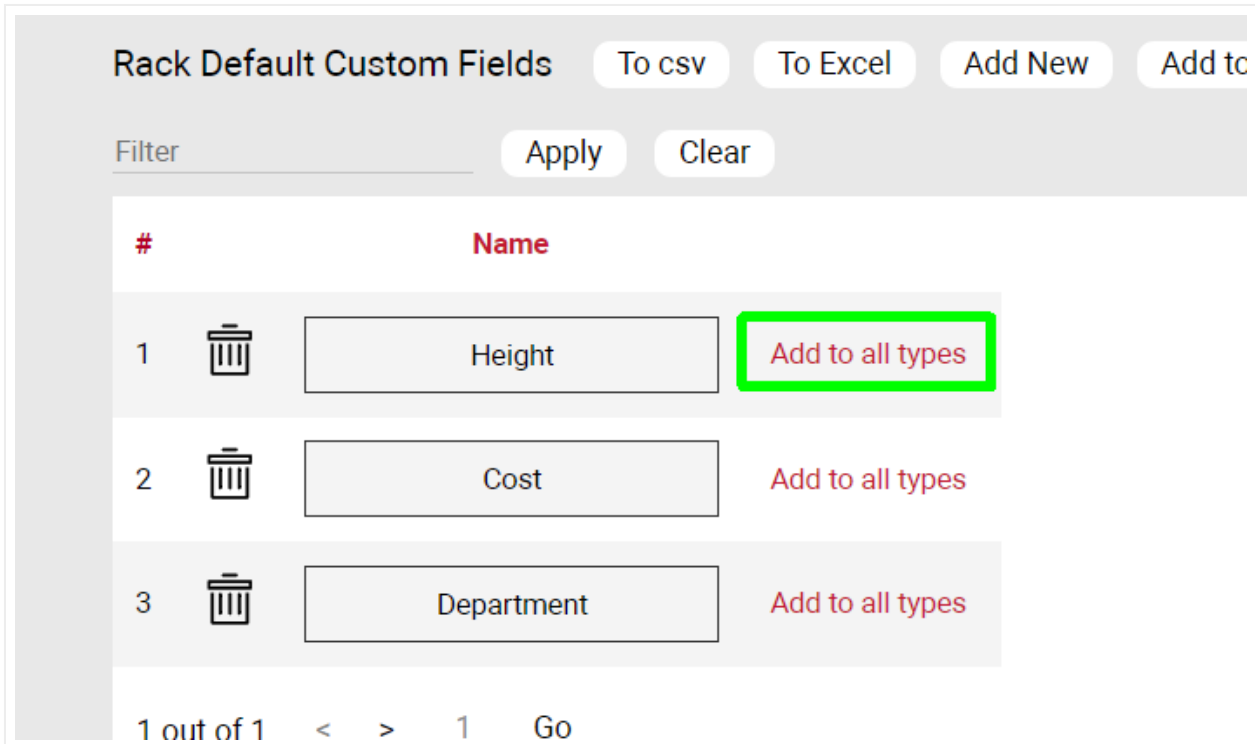 Rack Default Custom Fields To csv To Excel Add New Add to
Filter Apply Clear
# Name
1 Height Add to all types
2 Cost Add to all types
3 Department Add to all types
1 out of 1 < > 1 Go